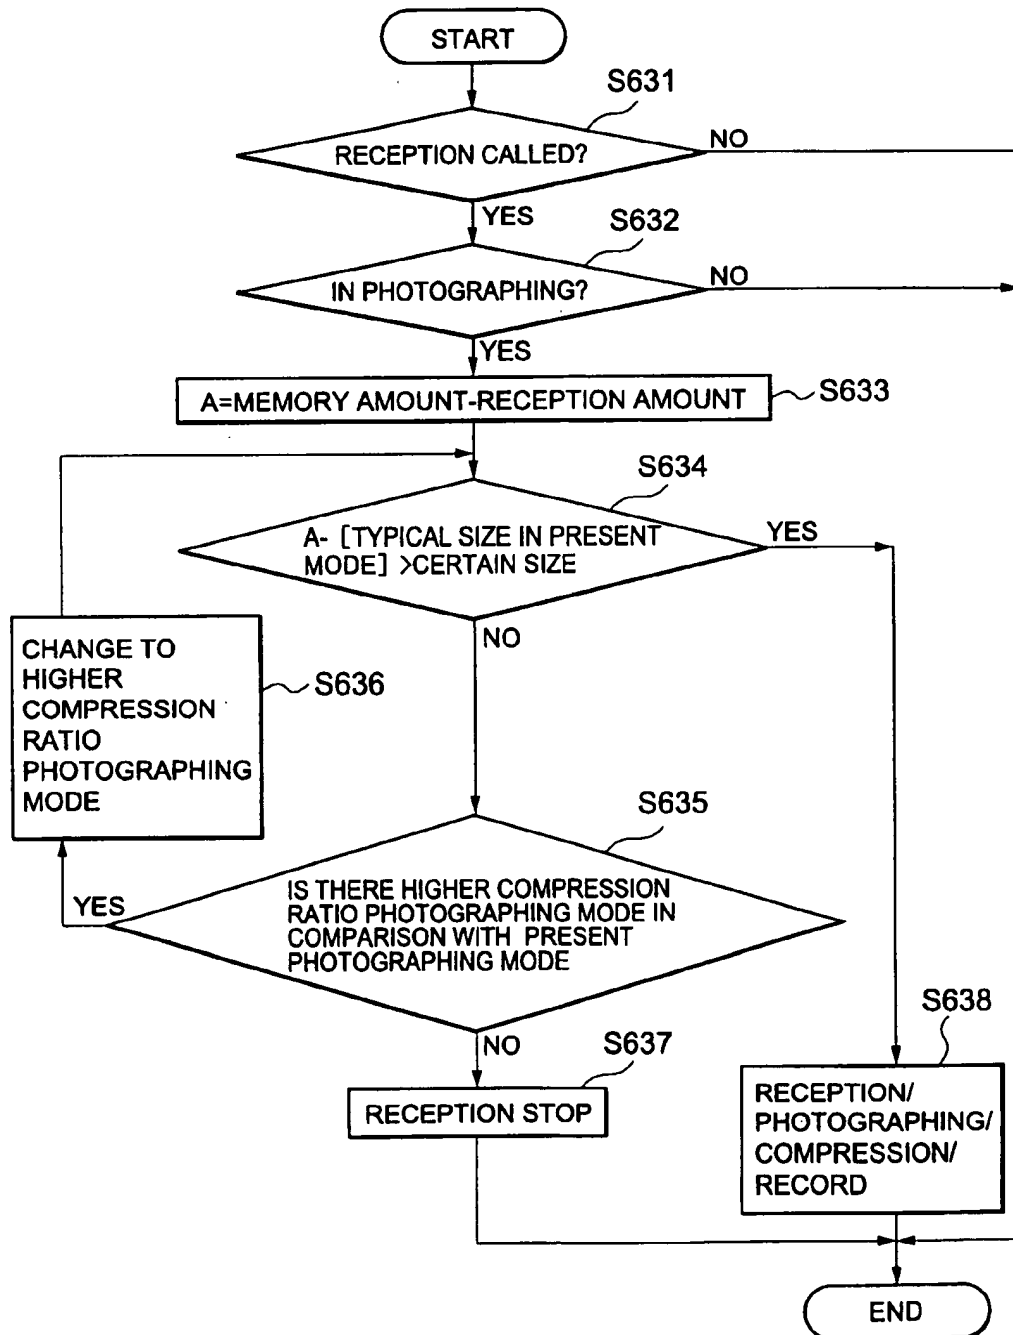 START
S631
RECEPTION CALLED?
NO
YES
S632
IN PHOTOGRAPHING?
NO
YES
A=MEMORY AMOUNT-RECEPTION AMOUNT
S633
S634
A- [TYPICAL SIZE IN PRESENT
MODE] >CERTAIN SIZE
YES
NO
CHANGE TO
HIGHER
COMPRESSION
RATIO
PHOTOGRAPHING
MODE
S636
S635
IS THERE HIGHER COMPRESSION
RATIO PHOTOGRAPHING MODE IN
COMPARISON WITH PRESENT
PHOTOGRAPHING MODE
YES
NO
S637
RECEPTION STOP
S638
RECEPTION/
PHOTOGRAPHING/
COMPRESSION/
RECORD
END